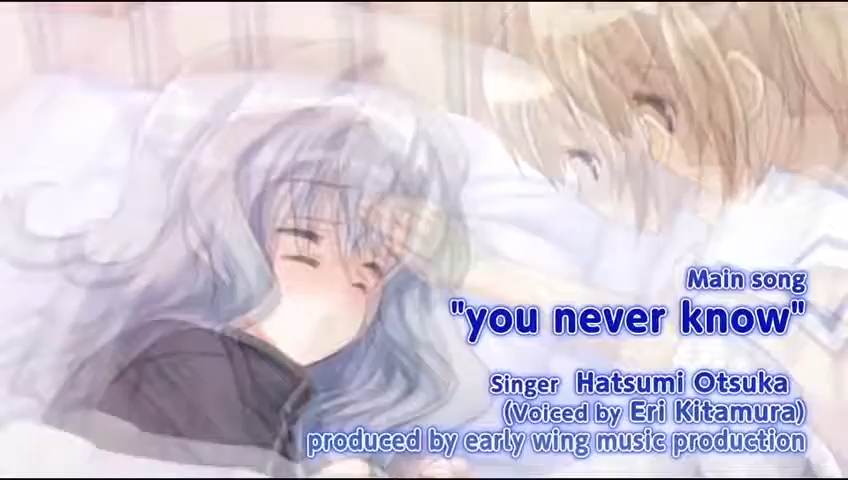 Main song
"you never know"
Singer Hatsumi Otsuka
(Voiced by Eri Kitamura)
produced by early wing music production